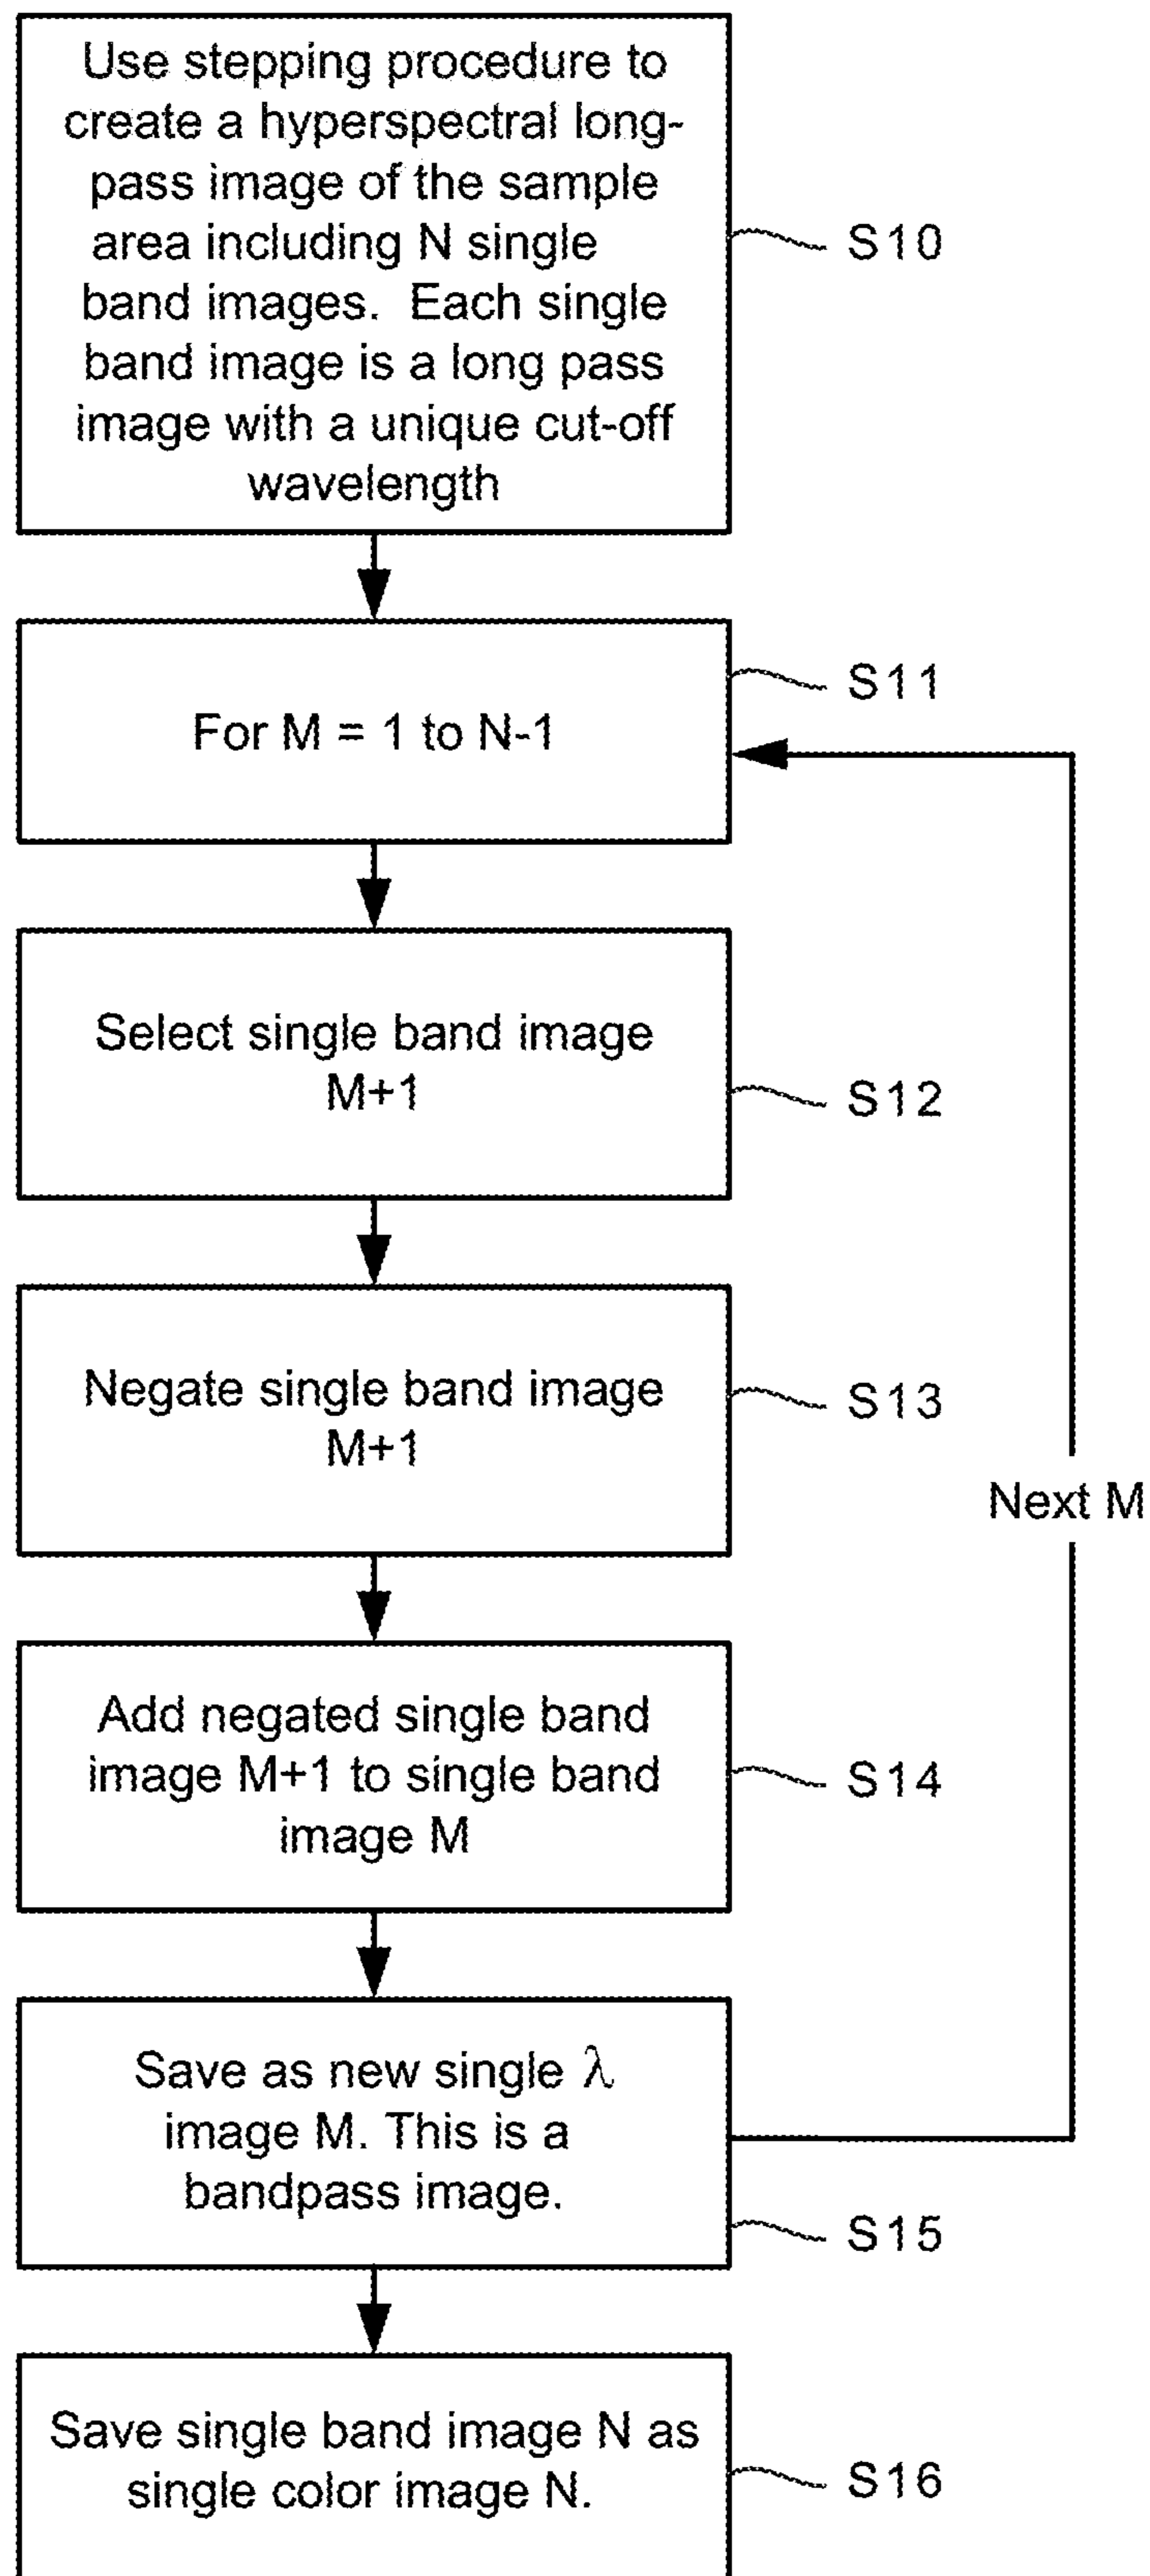 Use stepping procedure to
create a hyperspectral long-
pass image of the sample
area including N single
band images. Each single
band image is a long pass
image with a unique cut-off
wavelength
S10
For M = 1 to N-1
S11
Select single band image
M+1
S12
Negate single band image
M+1
S13
Next M
Add negated single band
image M+1 to single band
image M
S14
Save as new single λ
image M. This is a
bandpass image.
S15
Save single band image N as
single color image N.
S16